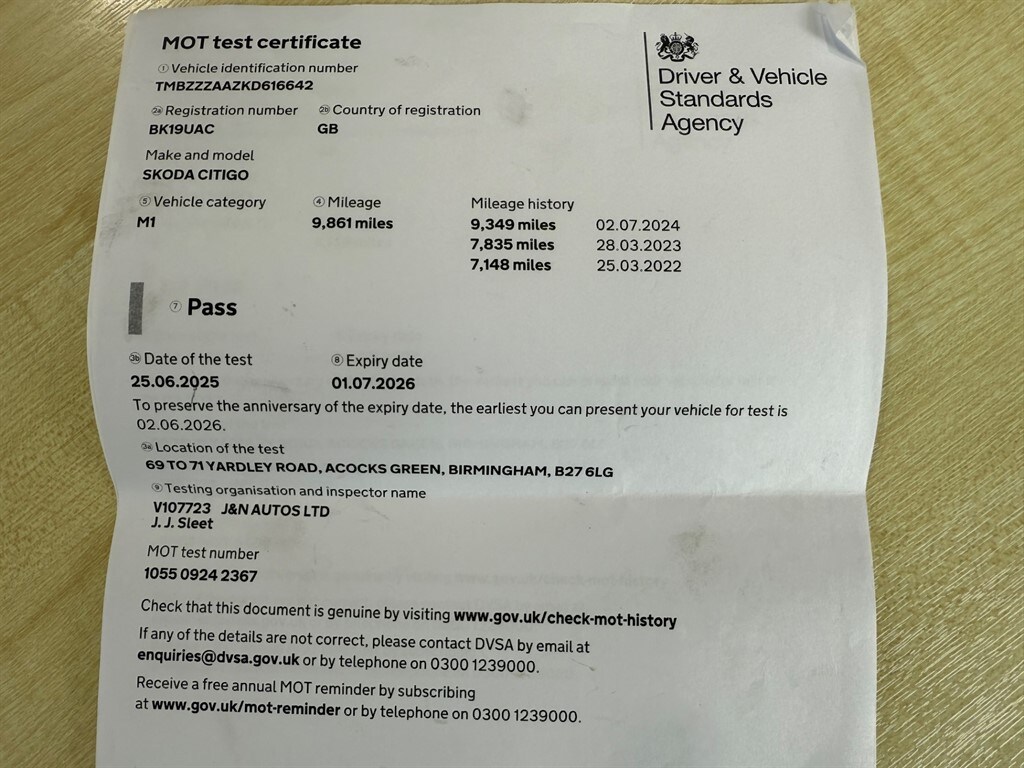 MOT test certificate
① Vehicle identification number
TMBZZZAAZKD616642
2a Registration number 2b Country of registration
BK19UAC GB
Make and model
SKODA CITIGO
⑤ Vehicle category ④ Mileage Mileage history
M1 9,861 miles 9,349 miles 02.07.2024
7,835 miles 28.03.2023
7,148 miles 25.03.2022
⑦ Pass
3b Date of the test ⑧ Expiry date
25.06.2025 01.07.2026
To preserve the anniversary of the expiry date, the earliest you can present your vehicle for test is
02.06.2026.
3a Location of the test
69 TO 71 YARDLEY ROAD, ACOCKS GREEN, BIRMINGHAM, B27 6LG
⑨ Testing organisation and inspector name
V107723 J&N AUTOS LTD
J. J. Sleet
MOT test number
1055 0924 2367
Check that this document is genuine by visiting www.gov.uk/check-mot-history
If any of the details are not correct, please contact DVSA by email at
enquiries@dvsa.gov.uk or by telephone on 0300 1239000.
Receive a free annual MOT reminder by subscribing
at www.gov.uk/mot-reminder or by telephone on 0300 1239000.
Driver & Vehicle
Standards
Agency